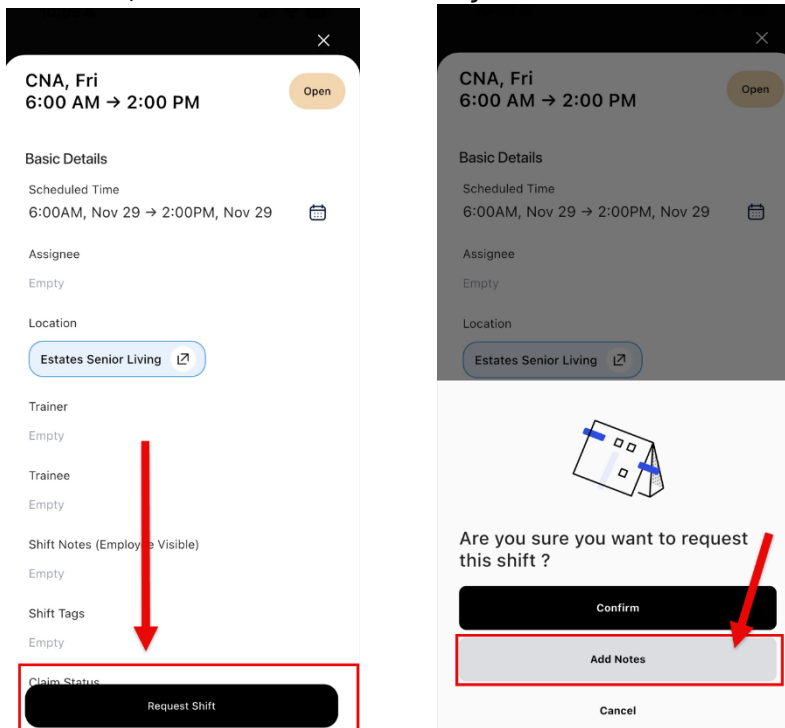 CNA, Fri
6:00 AM → 2:00 PM
Open
Basic Details
Scheduled Time
6:00AM, Nov 29 → 2:00PM, Nov 29
Assignee
Empty
Location
Estates Senior Living
Trainer
Empty
Trainee
Empty
Shift Notes (Employee Visible)
Empty
Shift Tags
Empty
Claim Status
Request Shift
CNA, Fri
6:00 AM → 2:00 PM
Open
Basic Details
Scheduled Time
6:00AM, Nov 29 → 2:00PM, Nov 29
Assignee
Empty
Location
Estates Senior Living
Are you sure you want to request
this shift ?
Confirm
Add Notes
Cancel